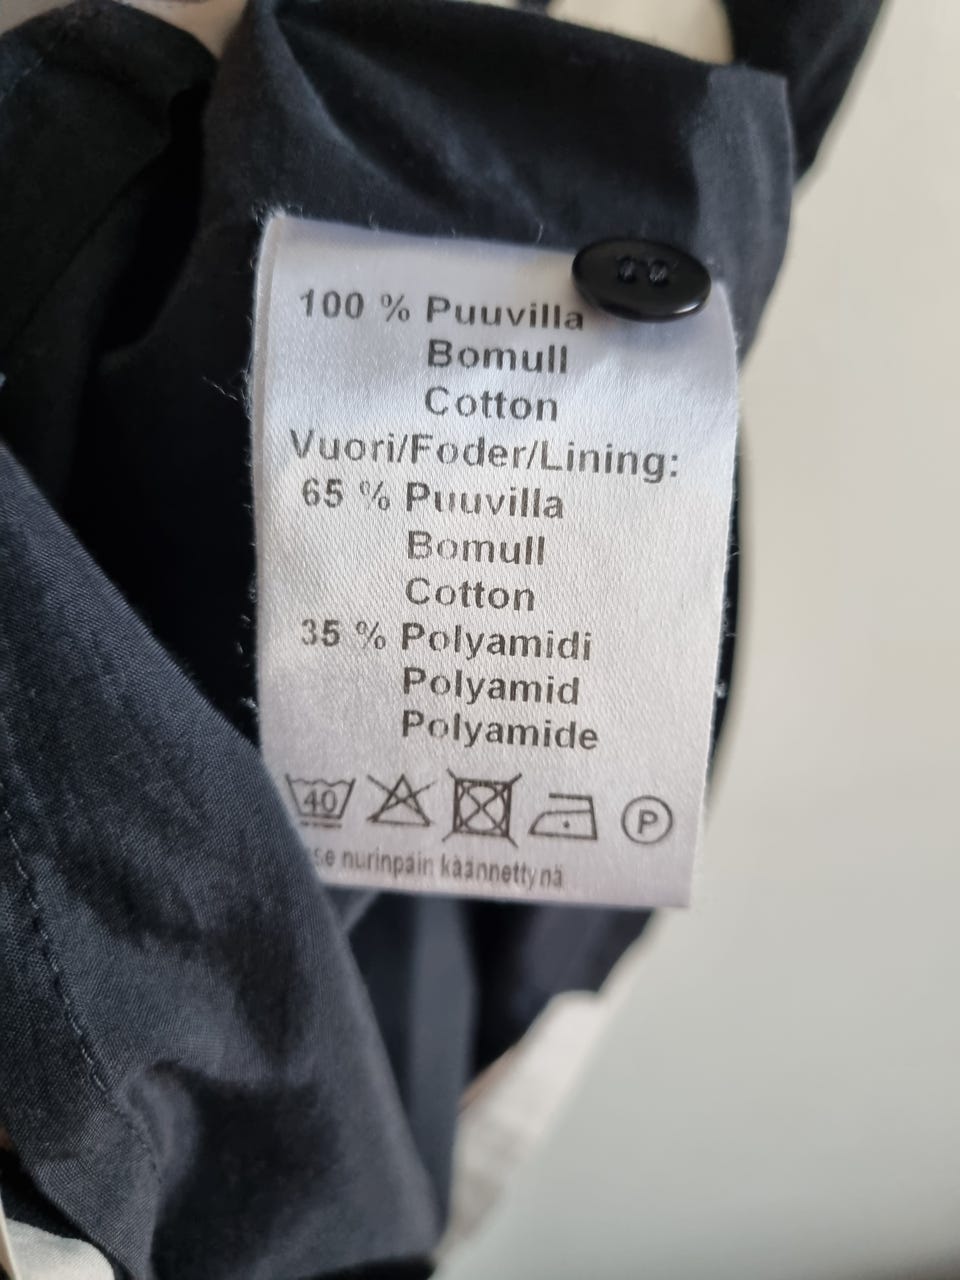 100 % Puuvilla
Bomull
Cotton
Vuori/Foder/Lining:
65 % Puuvilla
Bomull
Cotton
35 % Polyamidi
Polyamid
Polyamide
40 P
nurinpäin käännettynä